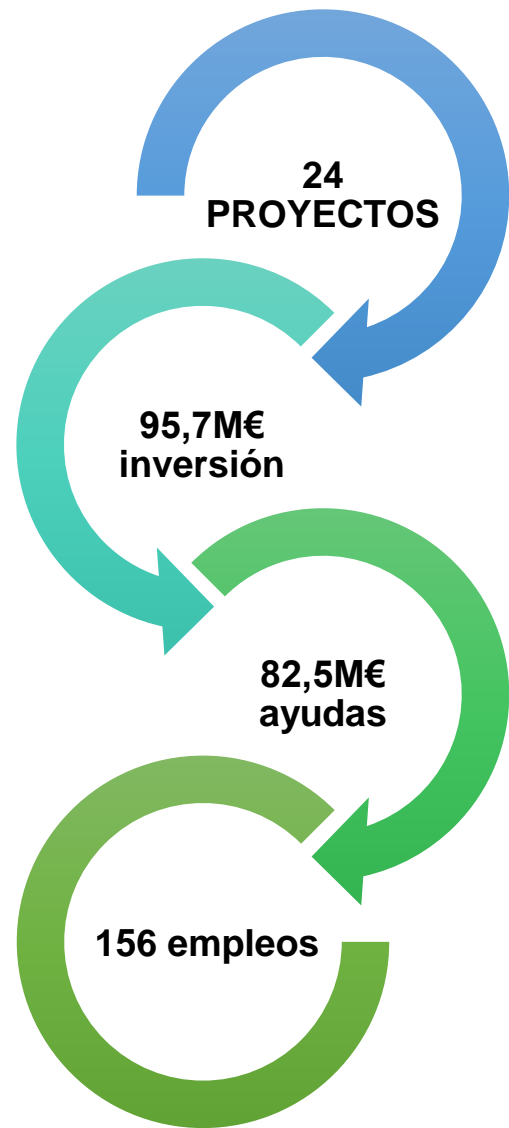 24
PROYECTOS
95,7M€
inversión
82,5M€
ayudas
156 empleos